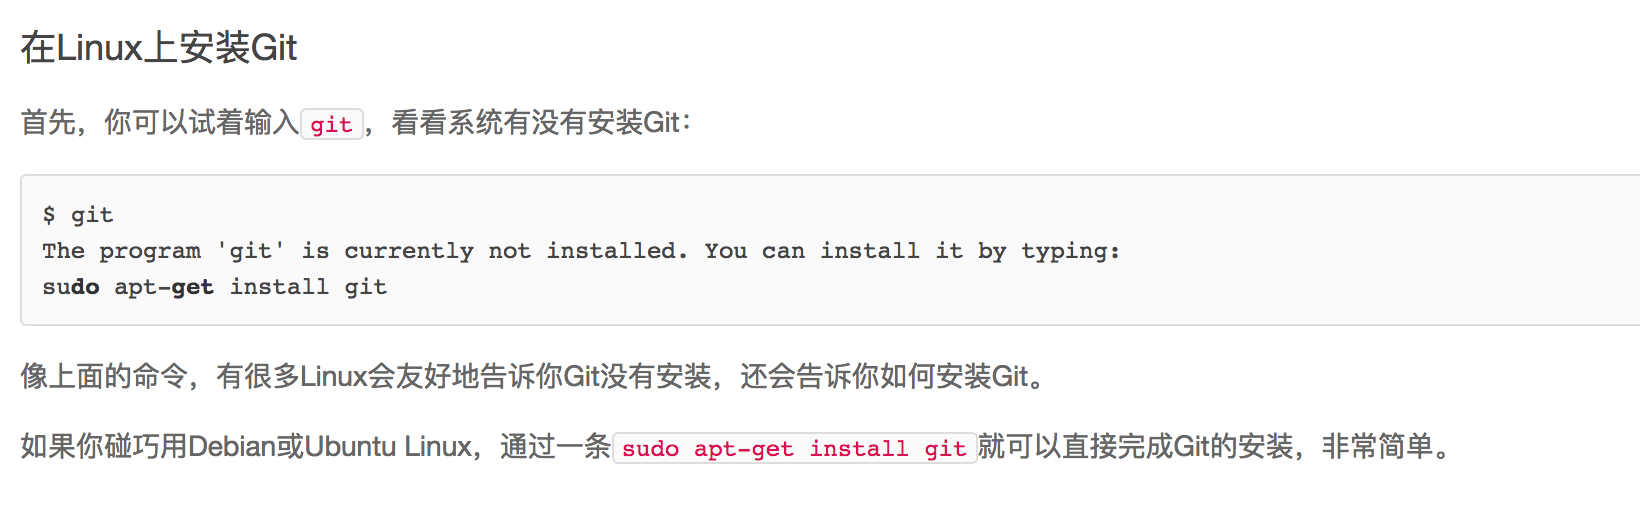 在Linux上安装Git
首先，你可以试着输入git，看看系统有没有安装Git：
$ git
The program 'git' is currently not installed. You can install it by typing:
sudo apt-get install git
像上面的命令，有很多Linux会友好地告诉你Git没有安装，还会告诉你如何安装Git。
如果你碰巧用Debian或Ubuntu Linux，通过一条sudo apt-get install git就可以直接完成Git的安装，非常简单。